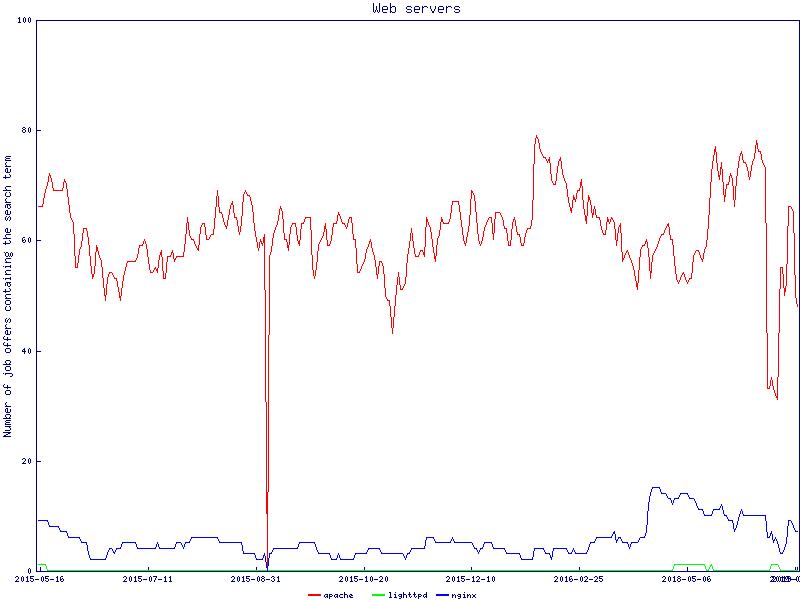 Web servers
Number of job offers containing the search term
100
80
60
40
20
0
2015-05-16 2015-07-11 2015-08-31 2015-10-20 2015-12-10 2016-02-25 2018-05-06
apache lighttpd nginx